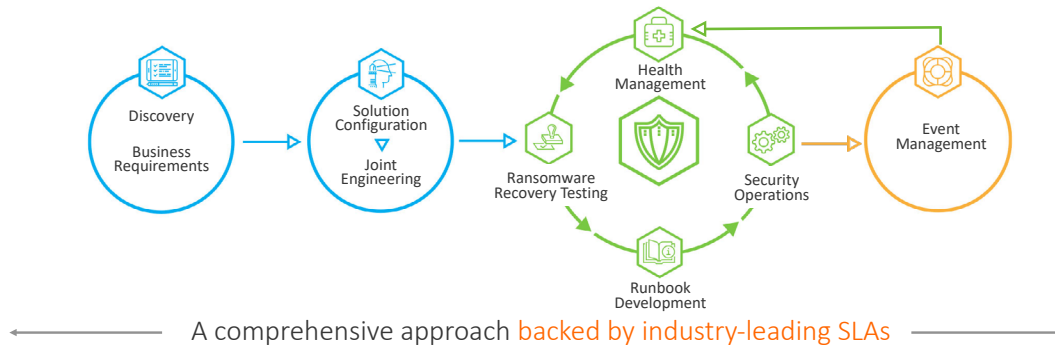 Discovery
Business
Requirements
Solution
Configuration
Joint
Engineering
Health
Management
Ransomware
Recovery Testing
Security
Operations
Runbook
Development
Event
Management
A comprehensive approach backed by industry-leading SLAs